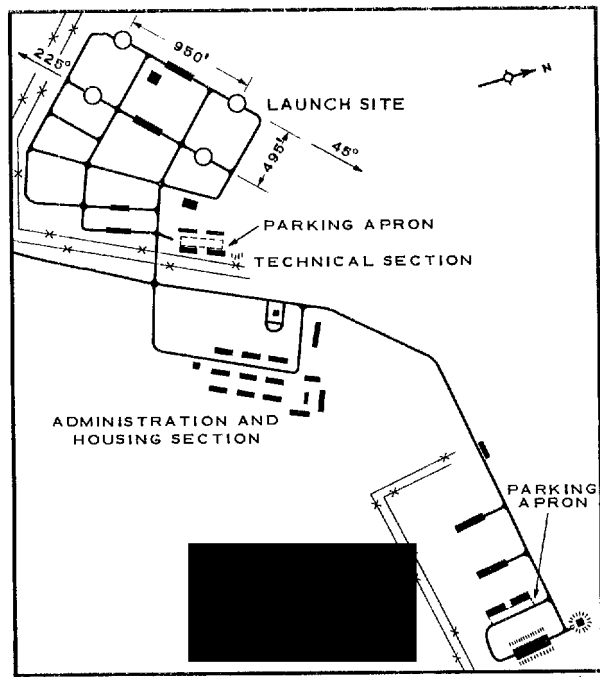 950'
225°
N
LAUNCH SITE
45°
495'
PARKING APRON
TECHNICAL SECTION
ADMINISTRATION AND
HOUSING SECTION
PARKING
APRON